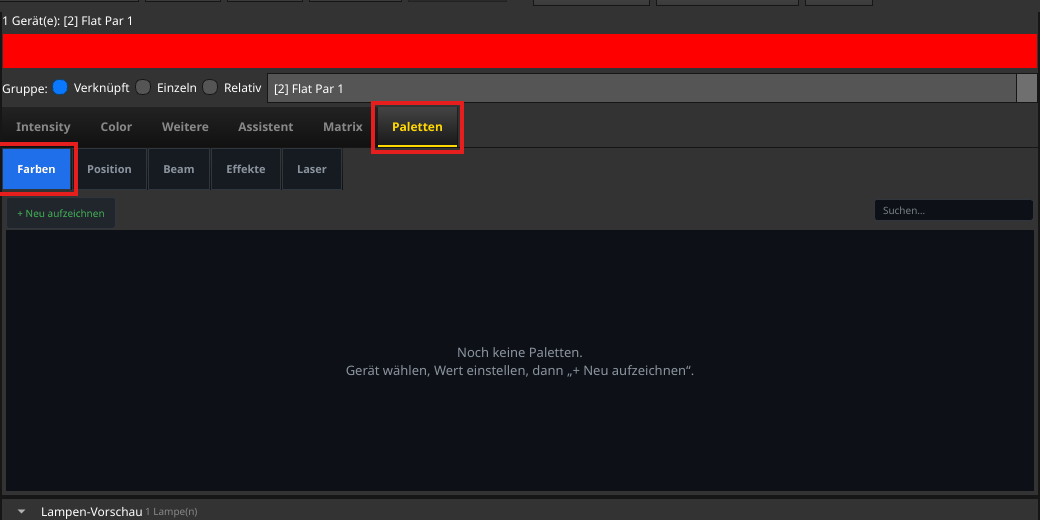 1 Gerät(e): [2] Flat Par 1
Gruppe: Verknüpft Einzeln Relativ [2] Flat Par 1
Intensity Color Weitere Assistent Matrix Paletten
Farben Position Beam Effekte Laser
+ Neu aufzeichnen Suchen...
Noch keine Paletten.
Gerät wählen, Wert einstellen, dann „+ Neu aufzeichnen“.
Lampen-Vorschau 1 Lampe(n)